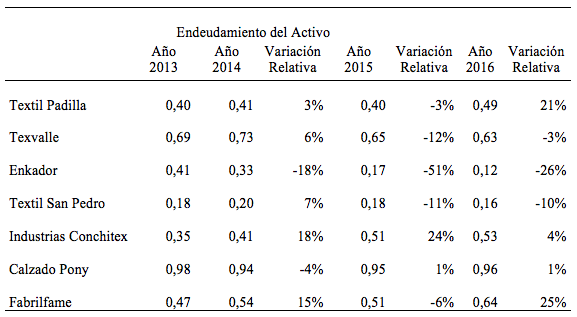 Endeudamiento del Activo
Año 2013 Año 2014 Variación Relativa Año 2015 Variación Relativa Año 2016 Variación Relativa
Textil Padilla 0,40 0,41 3% 0,40 -3% 0,49 21%
Texvalle 0,69 0,73 6% 0,65 -12% 0,63 -3%
Enkador 0,41 0,33 -18% 0,17 -51% 0,12 -26%
Textil San Pedro 0,18 0,20 7% 0,18 -11% 0,16 -10%
Industrias Conchitex 0,35 0,41 18% 0,51 24% 0,53 4%
Calzado Pony 0,98 0,94 -4% 0,95 1% 0,96 1%
Fabrilfame 0,47 0,54 15% 0,51 -6% 0,64 25%